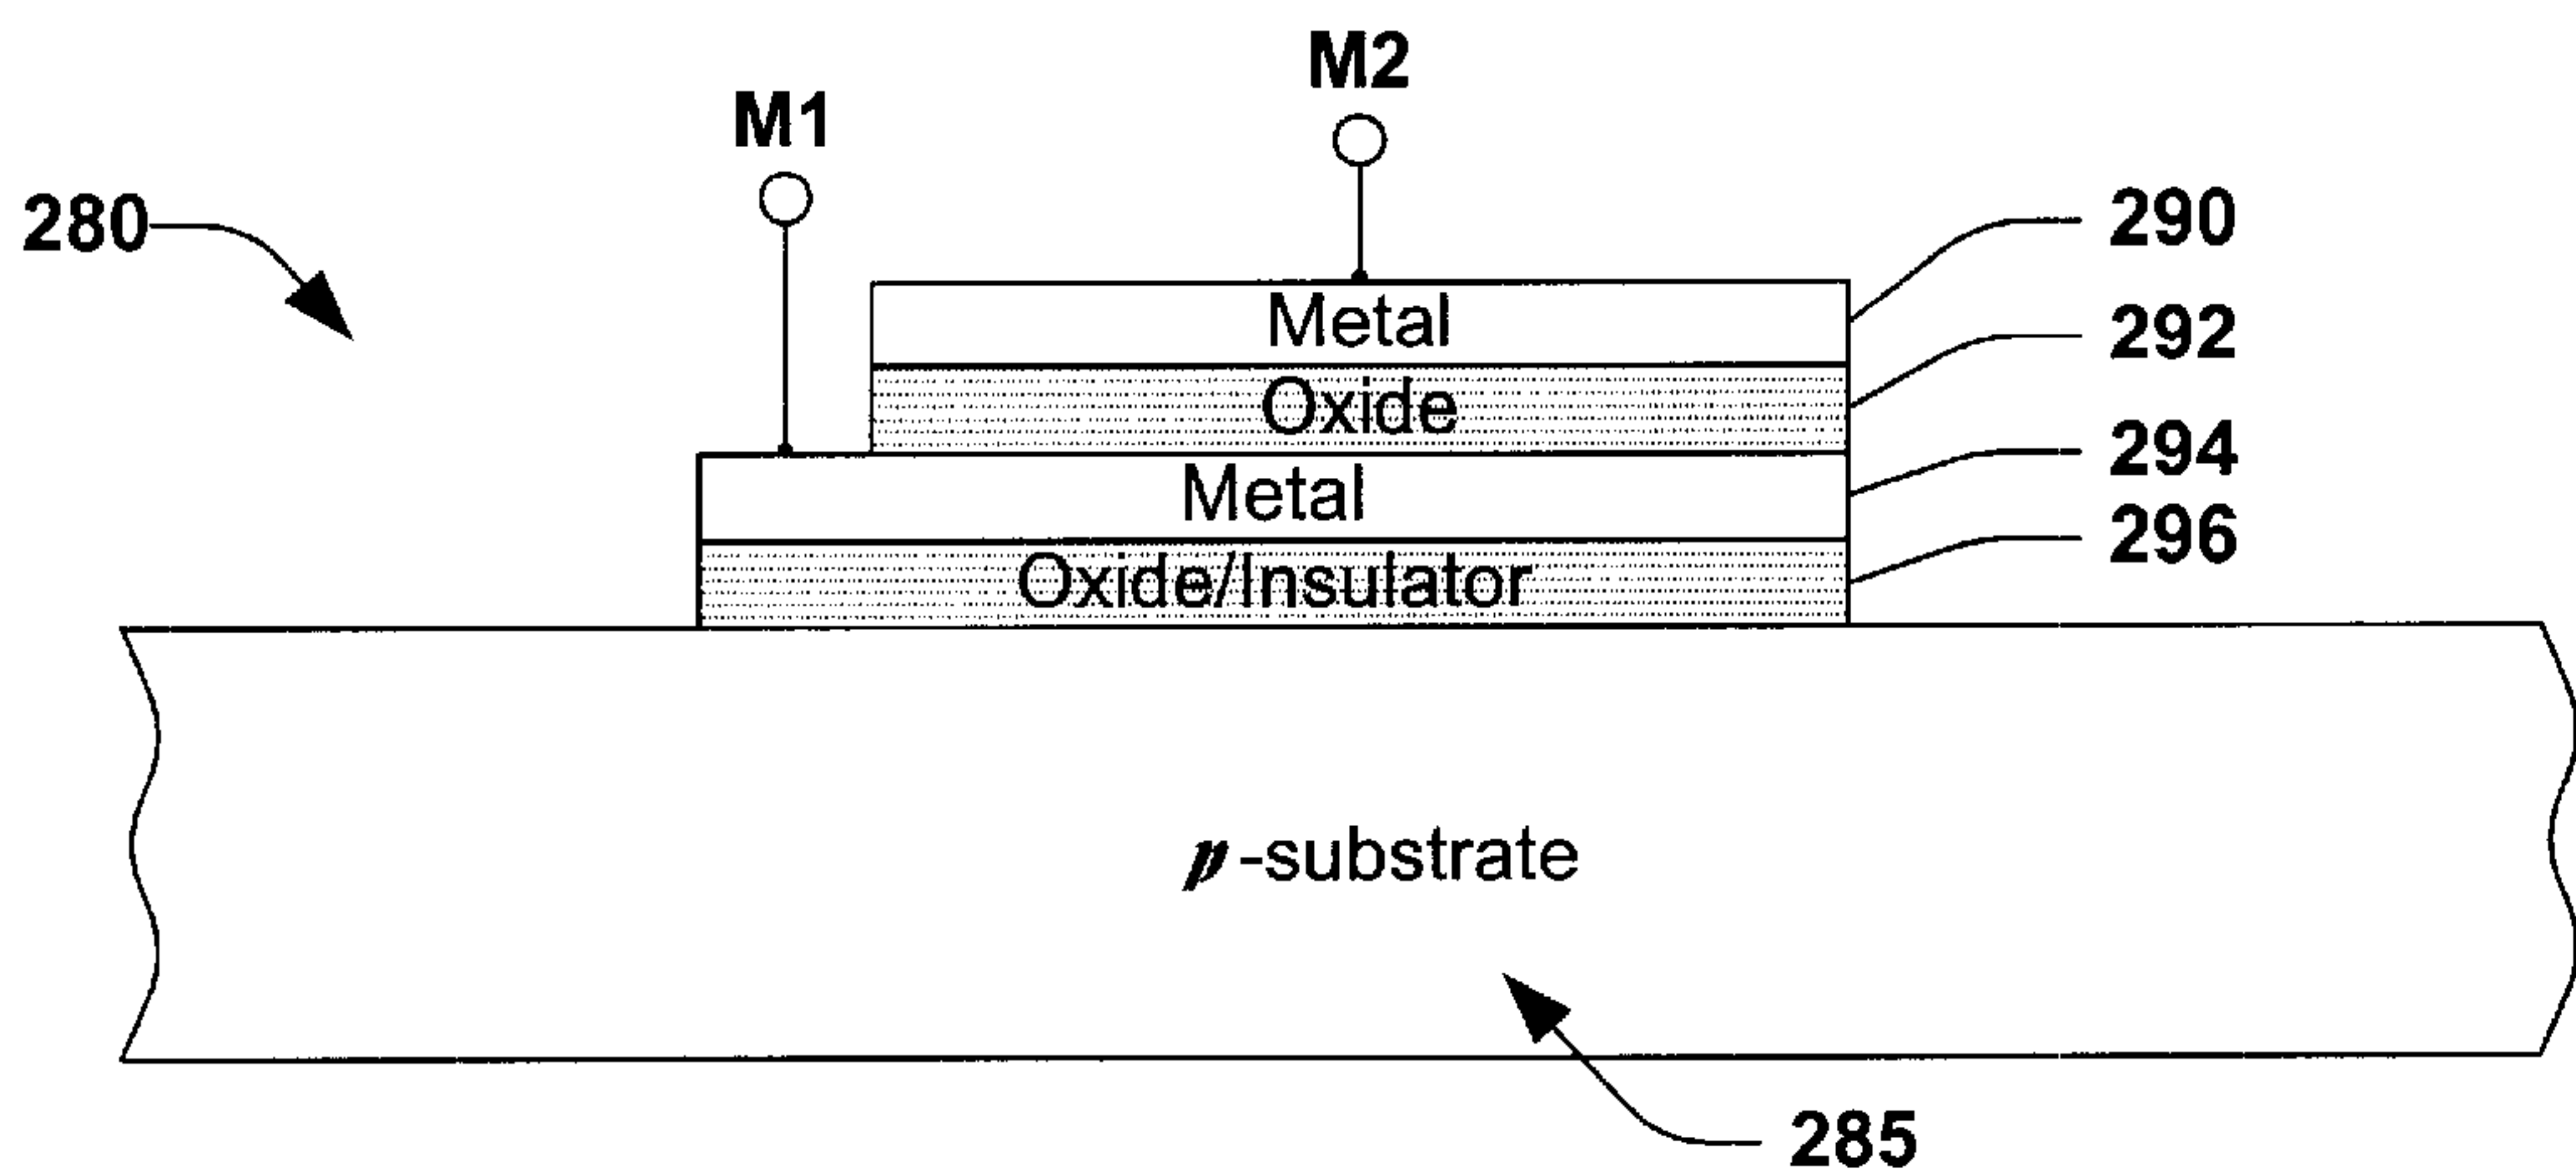 M2
M1
280
290
Metal
292
Oxide
294
Metal
296
Oxide/Insulator
p-substrate
285